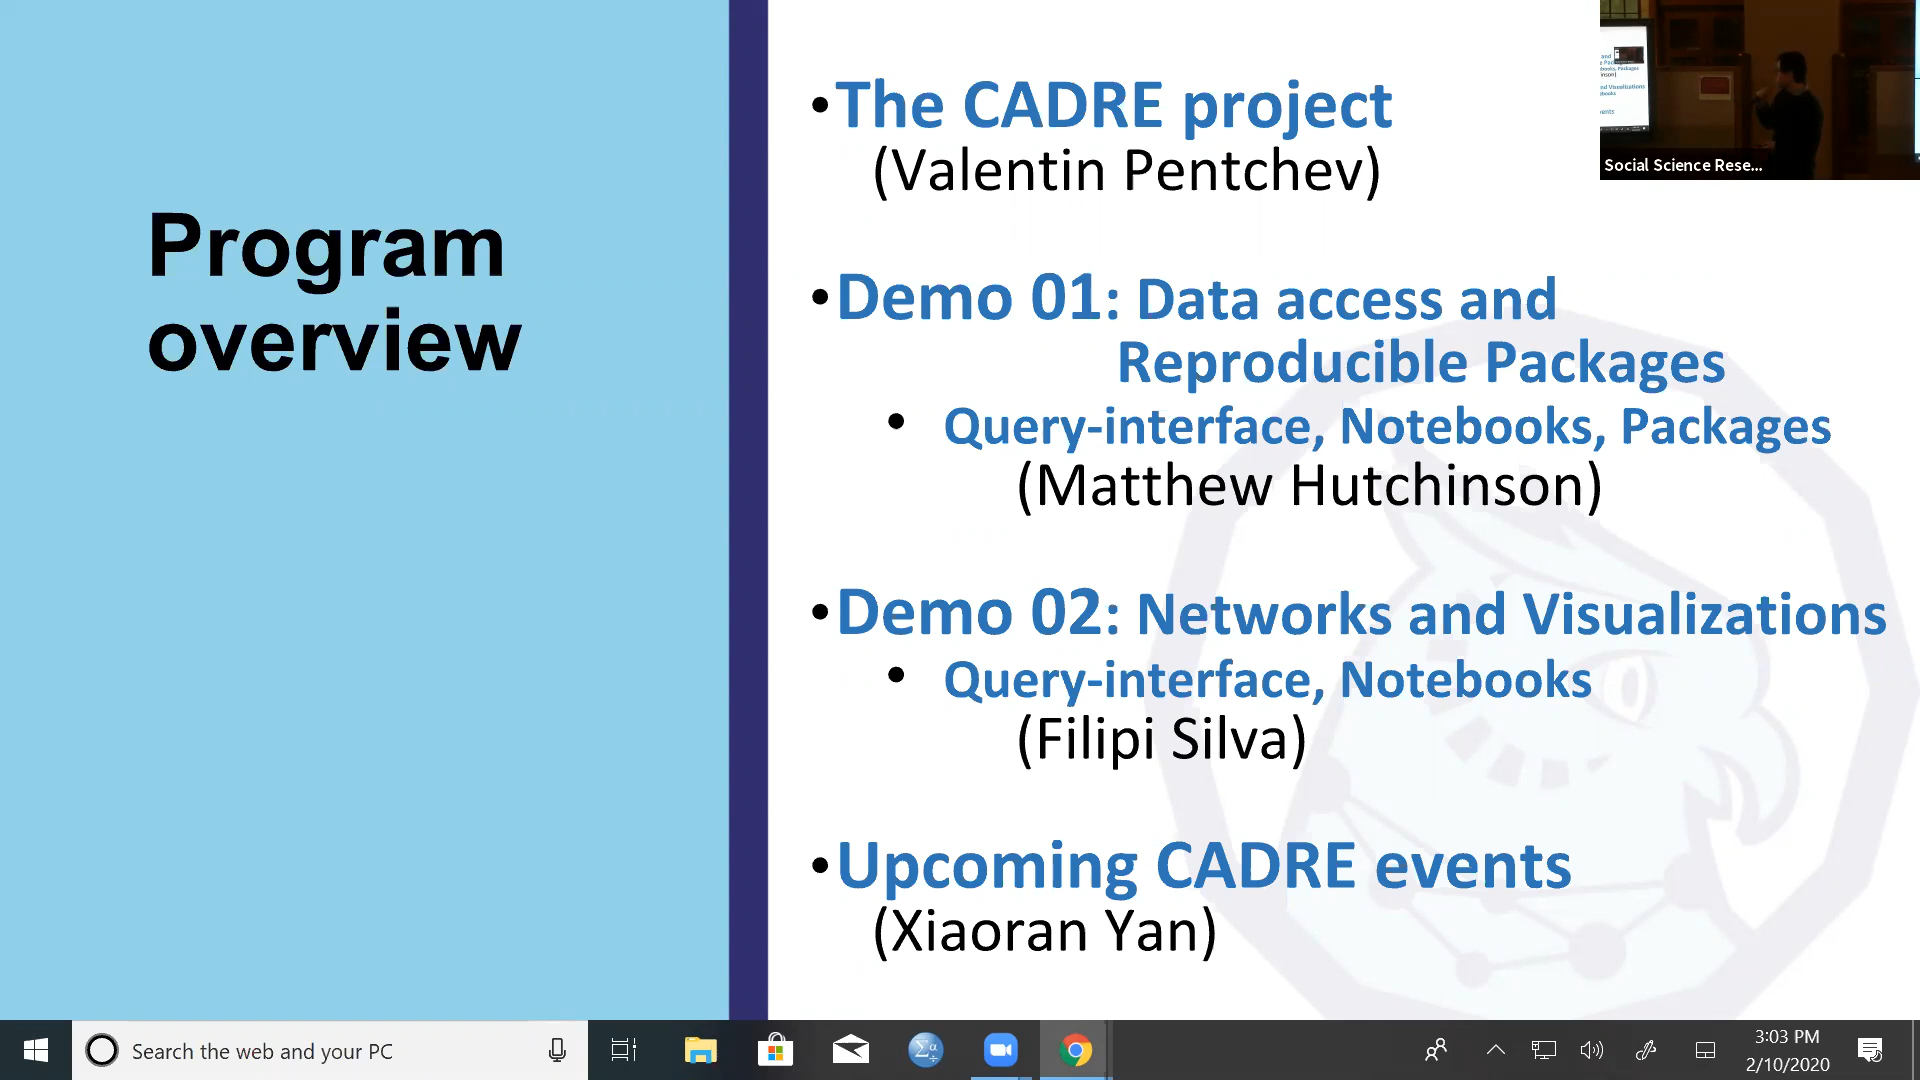 Program
overview
•The CADRE project
(Valentin Pentchev)
•Demo 01: Data access and
Reproducible Packages
• Query-interface, Notebooks, Packages
(Matthew Hutchinson)
•Demo 02: Networks and Visualizations
• Query-interface, Notebooks
(Filipi Silva)
•Upcoming CADRE events
(Xiaoran Yan)
Social Science Rese...
Search the web and your PC
3:03 PM
2/10/2020